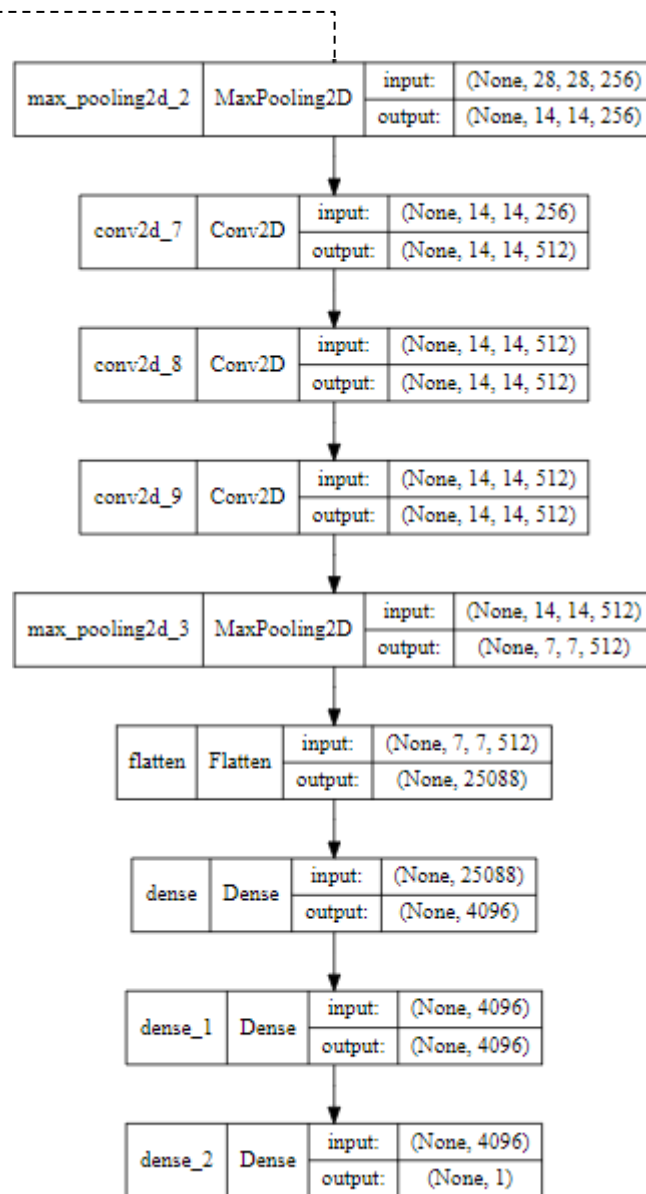 max_pooling2d_2 MaxPooling2D input: (None, 28, 28, 256)
output: (None, 14, 14, 256)
conv2d_7 Conv2D input: (None, 14, 14, 256)
output: (None, 14, 14, 512)
conv2d_8 Conv2D input: (None, 14, 14, 512)
output: (None, 14, 14, 512)
conv2d_9 Conv2D input: (None, 14, 14, 512)
output: (None, 14, 14, 512)
max_pooling2d_3 MaxPooling2D input: (None, 14, 14, 512)
output: (None, 7, 7, 512)
flatten Flatten input: (None, 7, 7, 512)
output: (None, 25088)
dense Dense input: (None, 25088)
output: (None, 4096)
dense_1 Dense input: (None, 4096)
output: (None, 4096)
dense_2 Dense input: (None, 4096)
output: (None, 1)